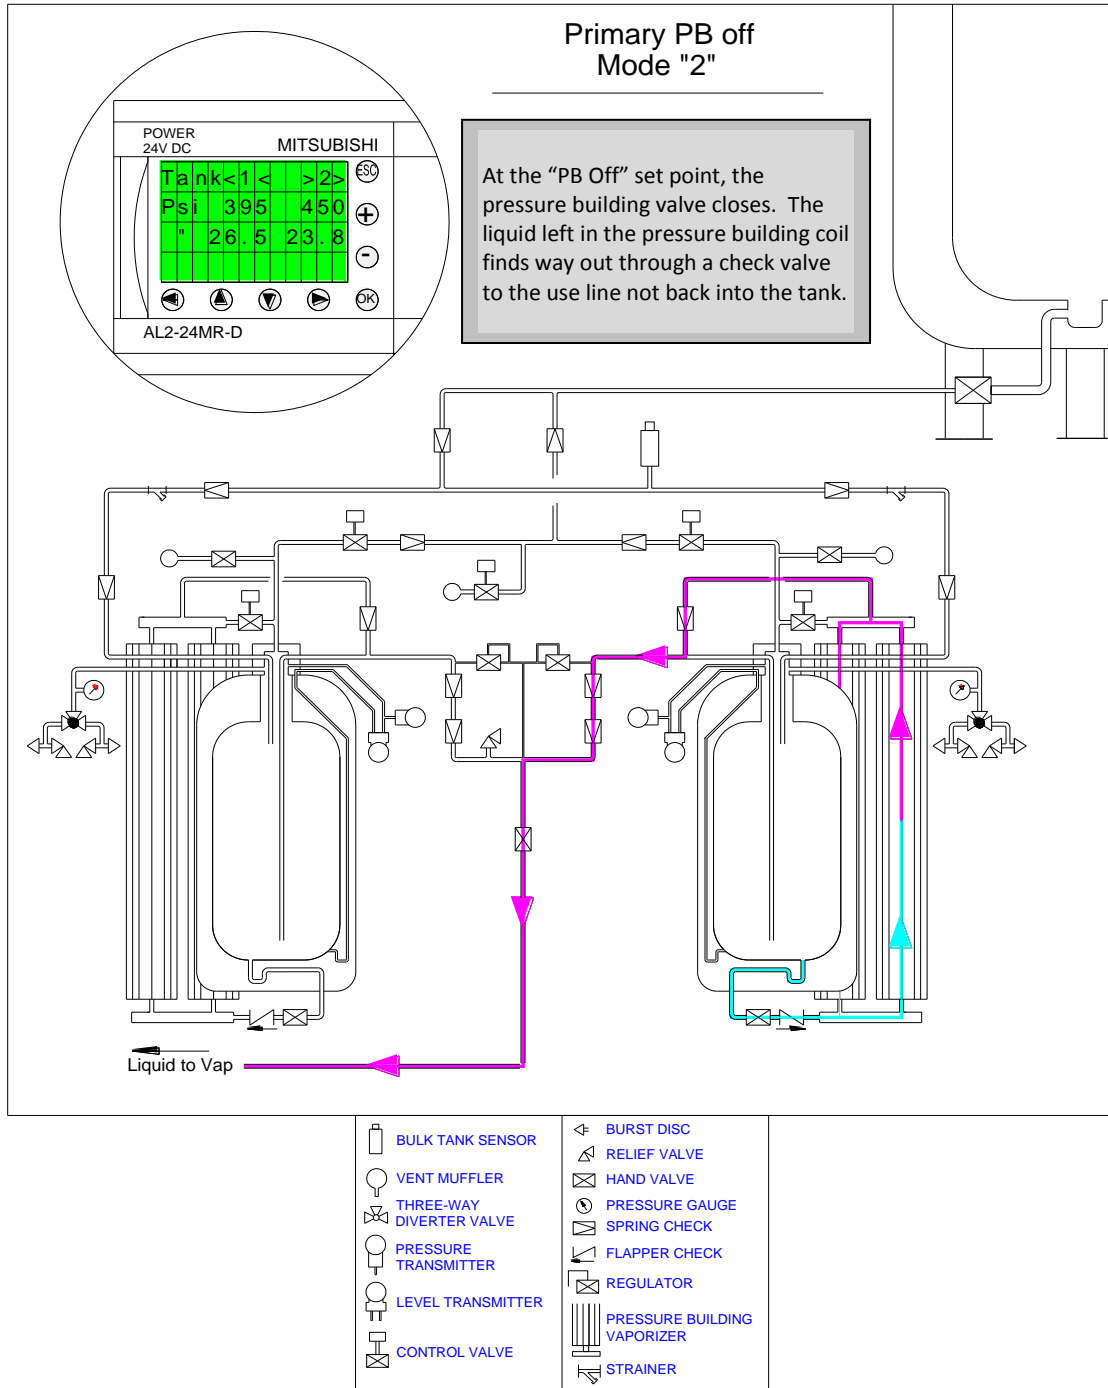 Primary PB off
Mode "2"
POWER
24V DC
MITSUBISHI
Tank<1< >2>
Psi 395 450
" 26.5 23.8
ESC
+
-
OK
AL2-24MR-D
At the “PB Off” set point, the
pressure building valve closes. The
liquid left in the pressure building coil
finds way out through a check valve
to the use line not back into the tank.
Liquid to Vap
BULK TANK SENSOR
VENT MUFFLER
THREE-WAY
DIVERTER VALVE
PRESSURE
TRANSMITTER
LEVEL TRANSMITTER
CONTROL VALVE
BURST DISC
RELIEF VALVE
HAND VALVE
PRESSURE GAUGE
SPRING CHECK
FLAPPER CHECK
REGULATOR
PRESSURE BUILDING
VAPORIZER
STRAINER